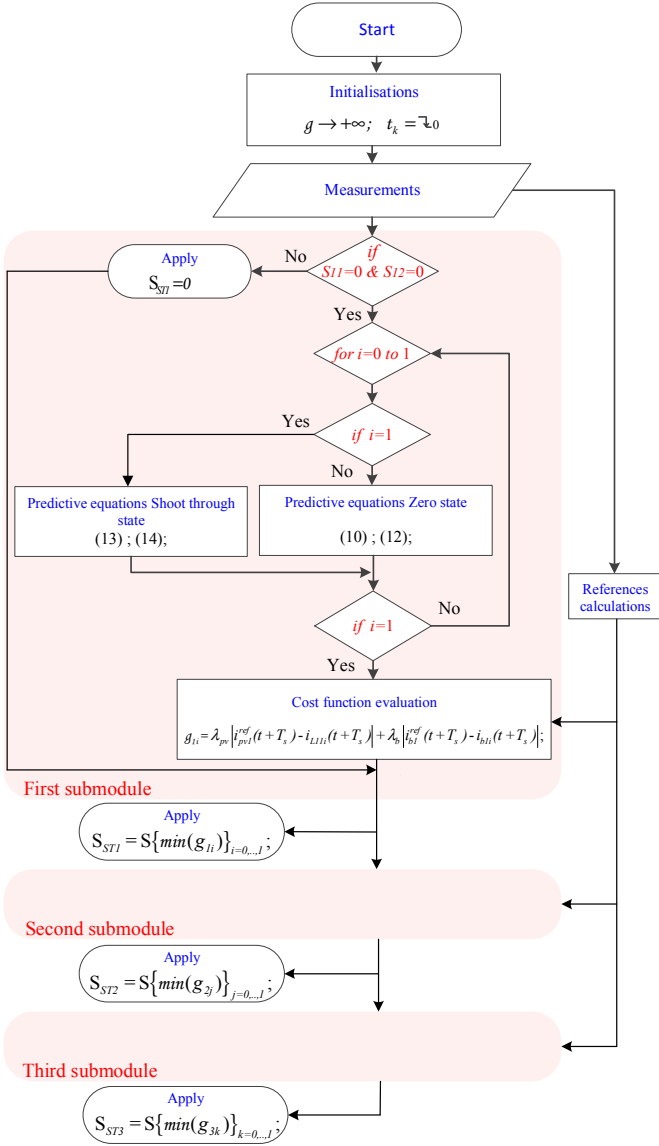 Start
Initialisations
g → +∞; t_k = ↴0
Measurements
if
S11=0 & S12=0
No
Apply
S_ST1 = 0
Yes
for i=0 to 1
if i=1
Yes
No
Predictive equations Shoot through
state
(13) ; (14);
Predictive equations Zero state
(10) ; (12);
References
calculations
if i=1
No
Yes
Cost function evaluation
g_1i = λ_pv |i_pv1^ref (t+T_s) - i_L11i (t+T_s)| + λ_b |i_b1^ref (t+T_s) - i_b1i (t+T_s)|;
First submodule
Apply
S_ST1 = S{min(g_1i)}_i=0,..,1;
Second submodule
Apply
S_ST2 = S{min(g_2j)}_j=0,..,1;
Third submodule
Apply
S_ST3 = S{min(g_3k)}_k=0,..,1;